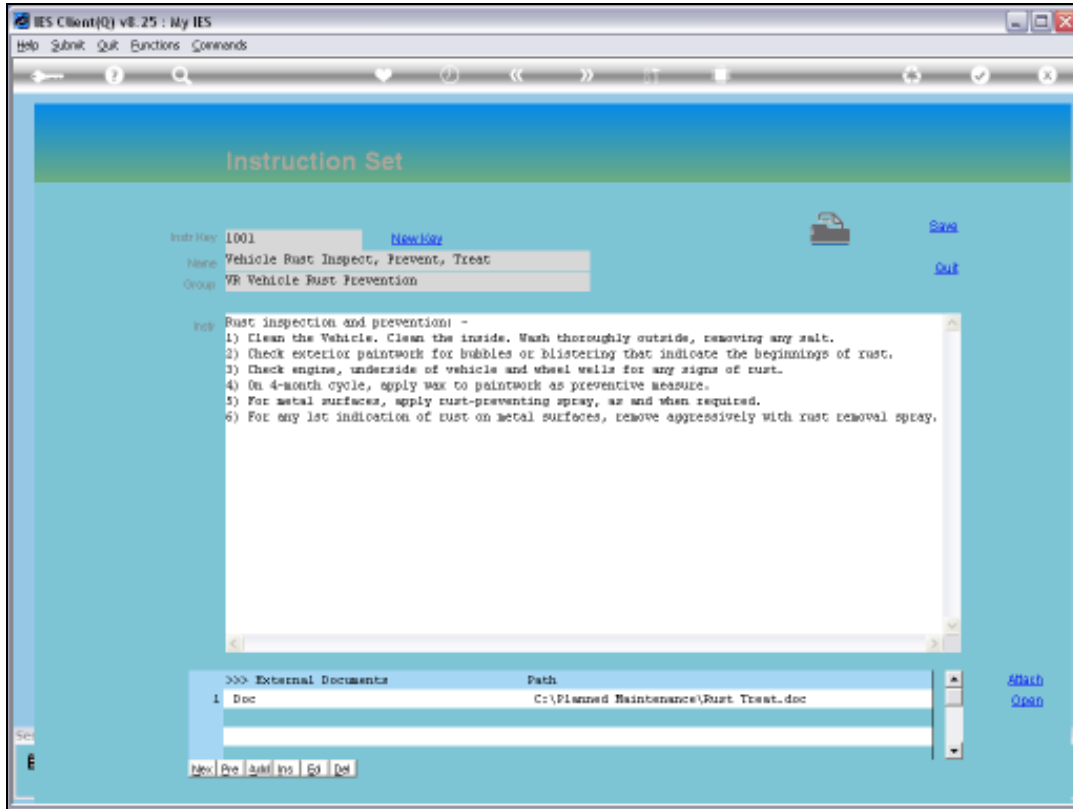 IES Client(Q) v8.25 : My IES
Help Submit Quit Functions Commands
Instruction Set
Instr Key 1001 New Key
Save
Name Vehicle Rust Inspect, Prevent, Treat
Quit
Group VR Vehicle Rust Prevention
Instr Rust inspection and prevention: -
1) Clean the Vehicle. Clean the inside. Wash thoroughly outside, removing any salt.
2) Check exterior paintwork for bubbles or blistering that indicate the beginnings of rust.
3) Check engine, underside of vehicle and wheel wells for any signs of rust.
4) On 4-month cycle, apply wax to paintwork as preventive measure.
5) For metal surfaces, apply rust-preventing spray, as and when required.
6) For any 1st indication of rust on metal surfaces, remove aggressively with rust removal spray.
>>> External Documents Path
Attach
1 Doc C:\Planned Maintenance\Rust Treat.doc
Open
Nex Pre Add Ins Ed Del